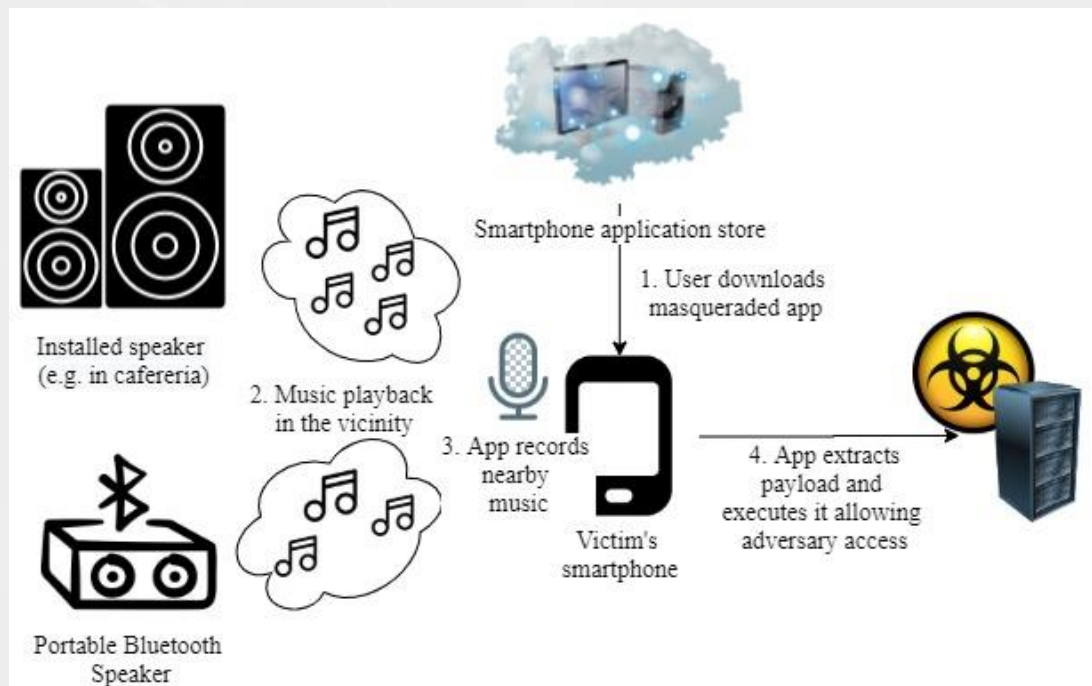 Smartphone application store
1. User downloads
masqueraded app
Installed speaker
(e.g. in cafereria)
2. Music playback
in the vicinity
3. App records
nearby
music
4. App extracts
payload and
executes it allowing
adversary access
Victim's
smartphone
Portable Bluetooth
Speaker